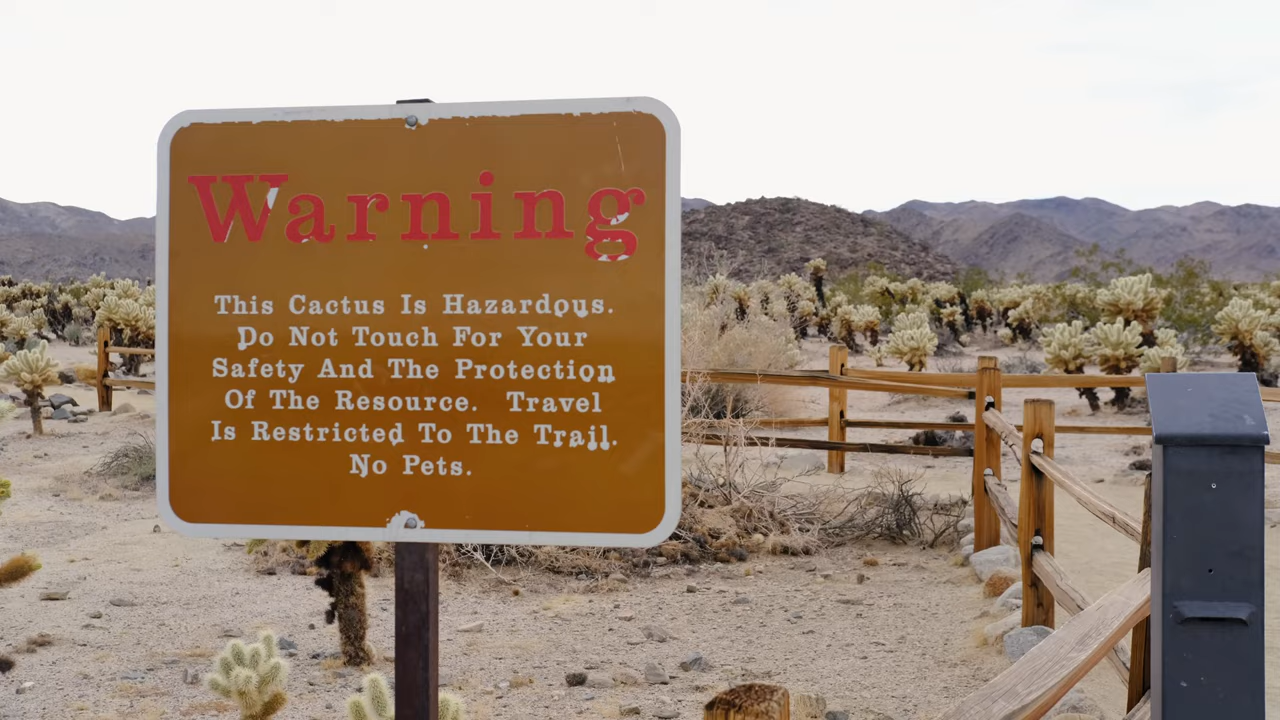 Warning
This Cactus Is Hazardous.
Do Not Touch For Your
Safety And The Protection
Of The Resource. Travel
Is Restricted To The Trail.
No Pets.